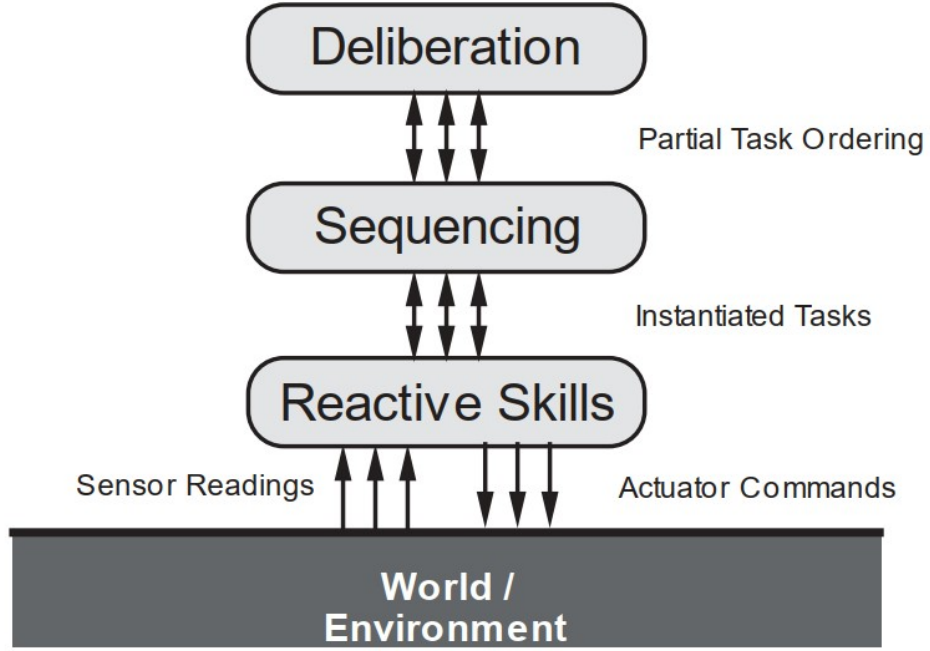 Deliberation
Partial Task Ordering
Sequencing
Instantiated Tasks
Reactive Skills
Sensor Readings
Actuator Commands
World /
Environment